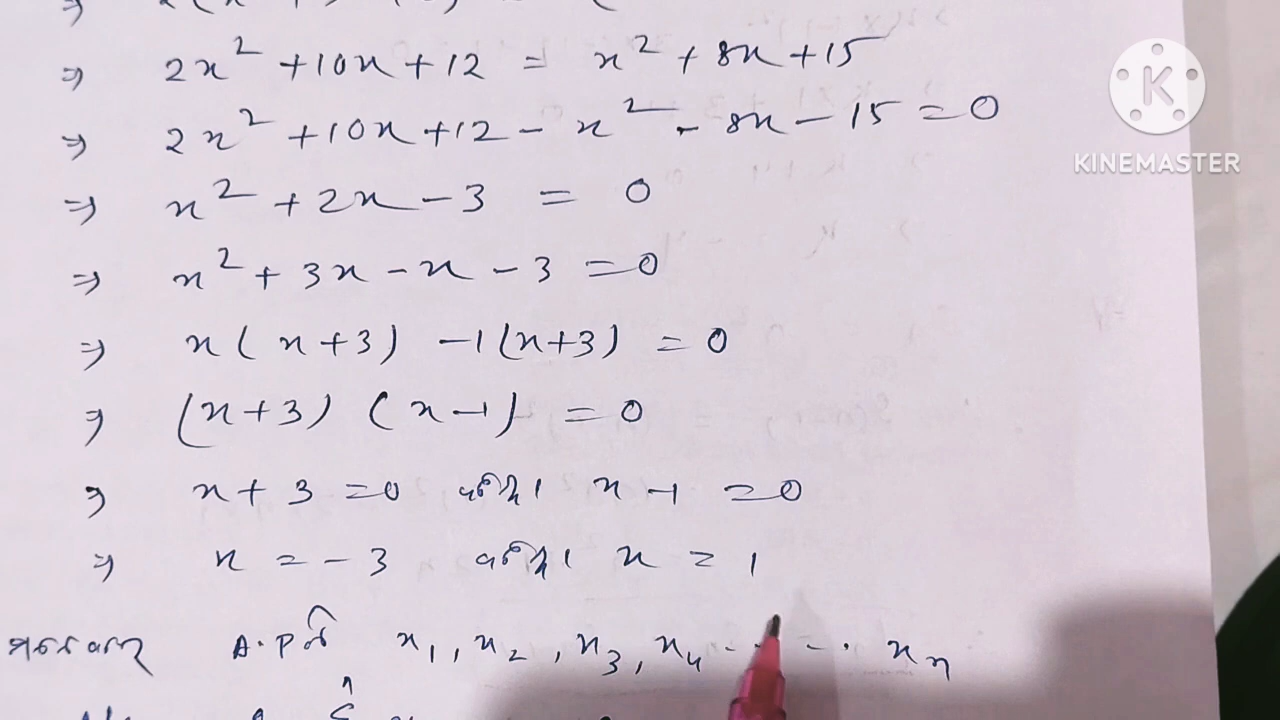 ⇒ 2x² + 10x + 12 = x² + 8x + 15
⇒ 2x² + 10x + 12 - x² - 8x - 15 = 0
⇒ x² + 2x - 3 = 0
⇒ x² + 3x - x - 3 = 0
⇒ x(x+3) -1(x+3) = 0
⇒ (x+3) (x-1) = 0
⇒ x + 3 = 0 କିମ୍ବା x - 1 = 0
⇒ x = -3 କିମ୍ବା x = 1
A.P ଟି x₁, x₂, x₃, x₄ - - - - . xₙ
KINEMASTER